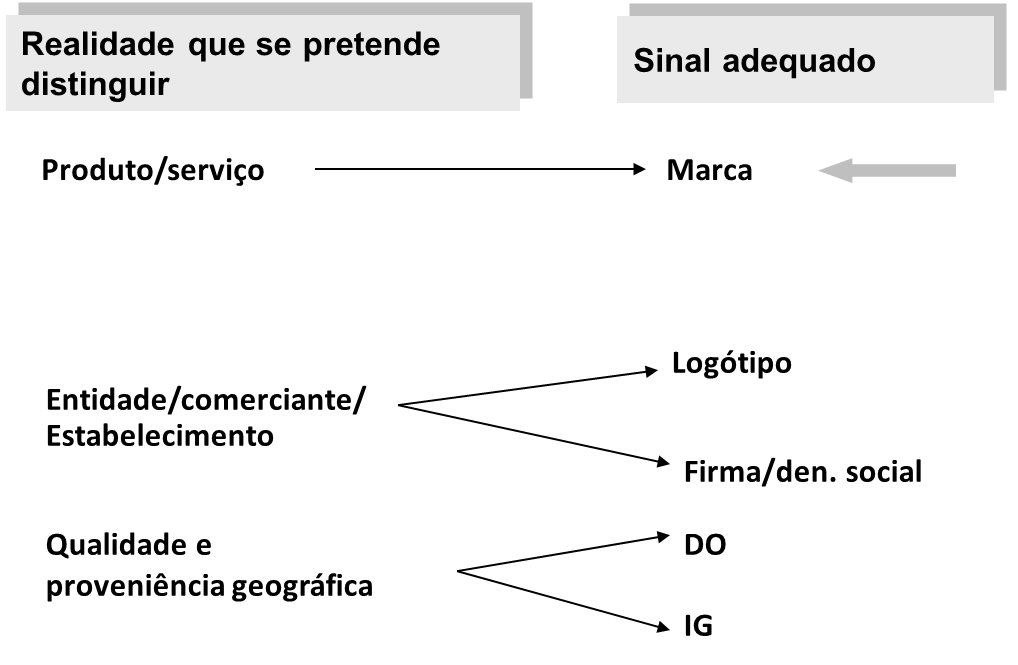 Realidade que se pretende
distinguir
Sinal adequado
Produto/serviço
Marca
Logótipo
Entidade/comerciante/
Estabelecimento
Firma/den. social
Qualidade e
proveniência geográfica
DO
IG